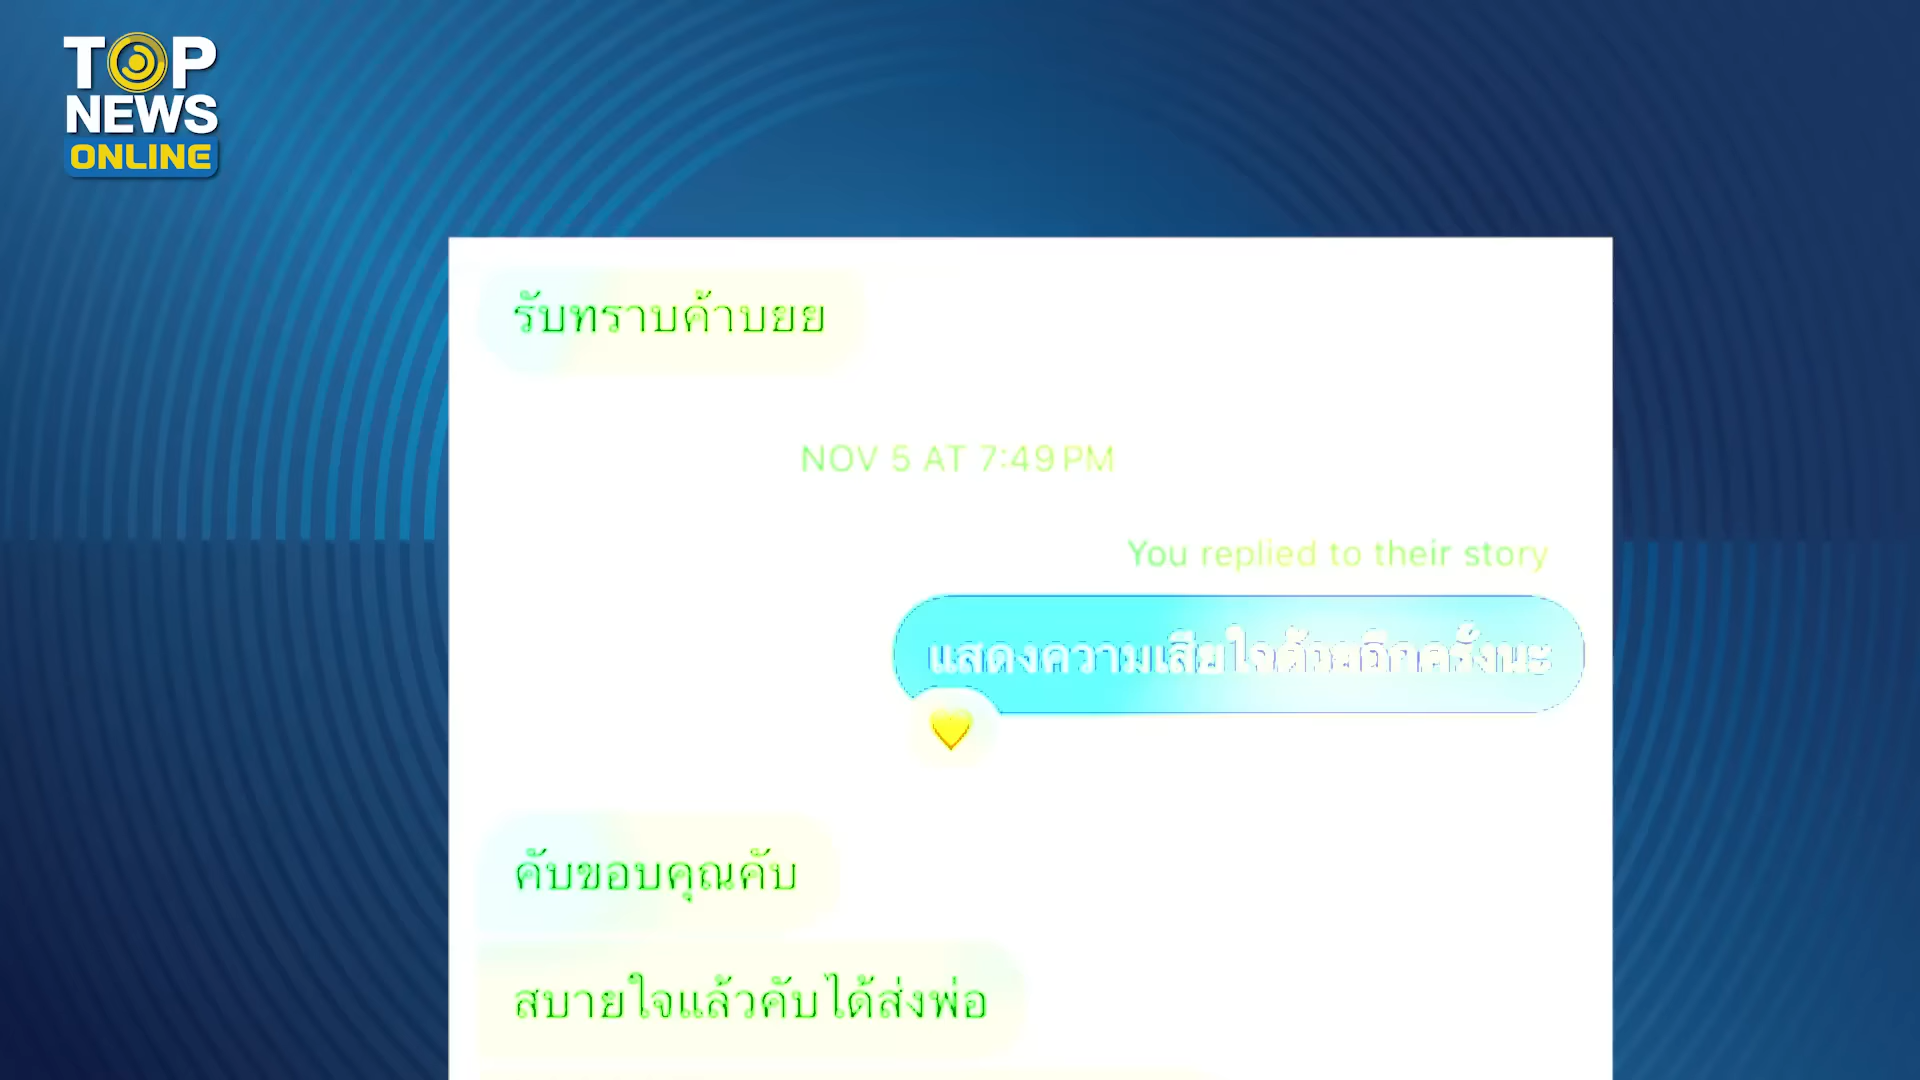 TOP
NEWS
ONLINE
รับทราบค้าบยย
NOV 5 AT 7:49 PM
You replied to their story
แสดงความเสียใจด้วยอีกครั้งนะ
คับขอบคุณคับ
สบายใจแล้วคับได้ส่งพ่อ